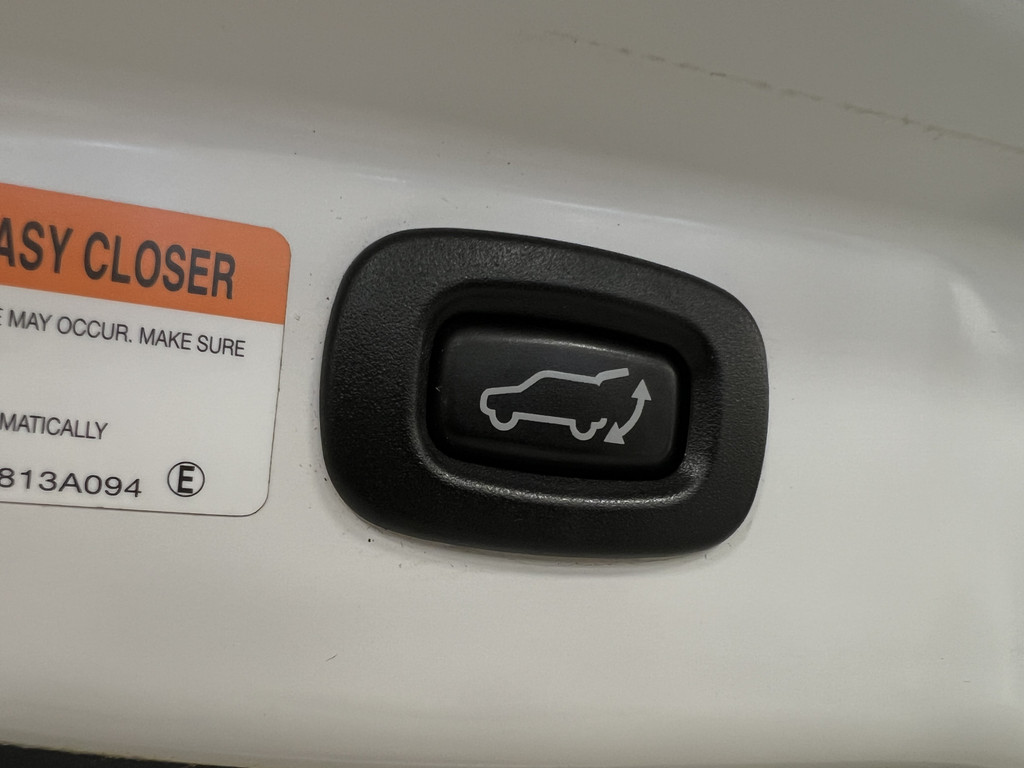 ASY CLOSER
E MAY OCCUR. MAKE SURE
MATICALLY
813A094 E